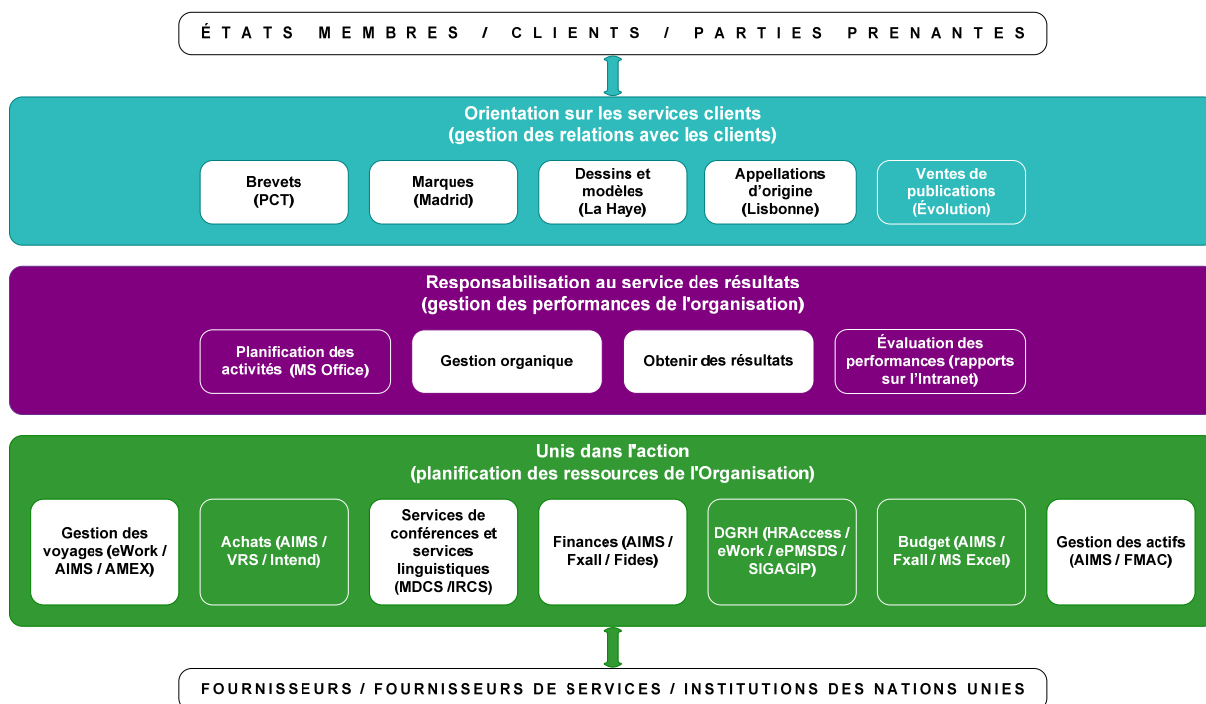 ÉTATS MEMBRES / CLIENTS / PARTIES PRENANTES
Orientation sur les services clients
(gestion des relations avec les clients)
Brevets
(PCT)
Marques
(Madrid)
Dessins et
modèles
(La Haye)
Appellations
d'origine
(Lisbonne)
Ventes de
publications
(Évolution)
Responsabilisation au service des résultats
(gestion des performances de l'organisation)
Planification des
activités (MS Office)
Gestion organique
Obtenir des résultats
Évaluation des
performances (rapports
sur l'Intranet)
Unis dans l'action
(planification des ressources de l'Organisation)
Gestion des
voyages (eWork /
AIMS / AMEX)
Achats (AIMS /
VRS / Intend)
Services de
conférences et
services
linguistiques
(MDCS /IRCS)
Finances (AIMS /
Fxall / Fides)
DGRH (HRAccess /
eWork / ePMSDS /
SIGAGIP)
Budget (AIMS /
Fxall / MS Excel)
Gestion des actifs
(AIMS / FMAC)
FOURNISSEURS / FOURNISSEURS DE SERVICES / INSTITUTIONS DES NATIONS UNIES